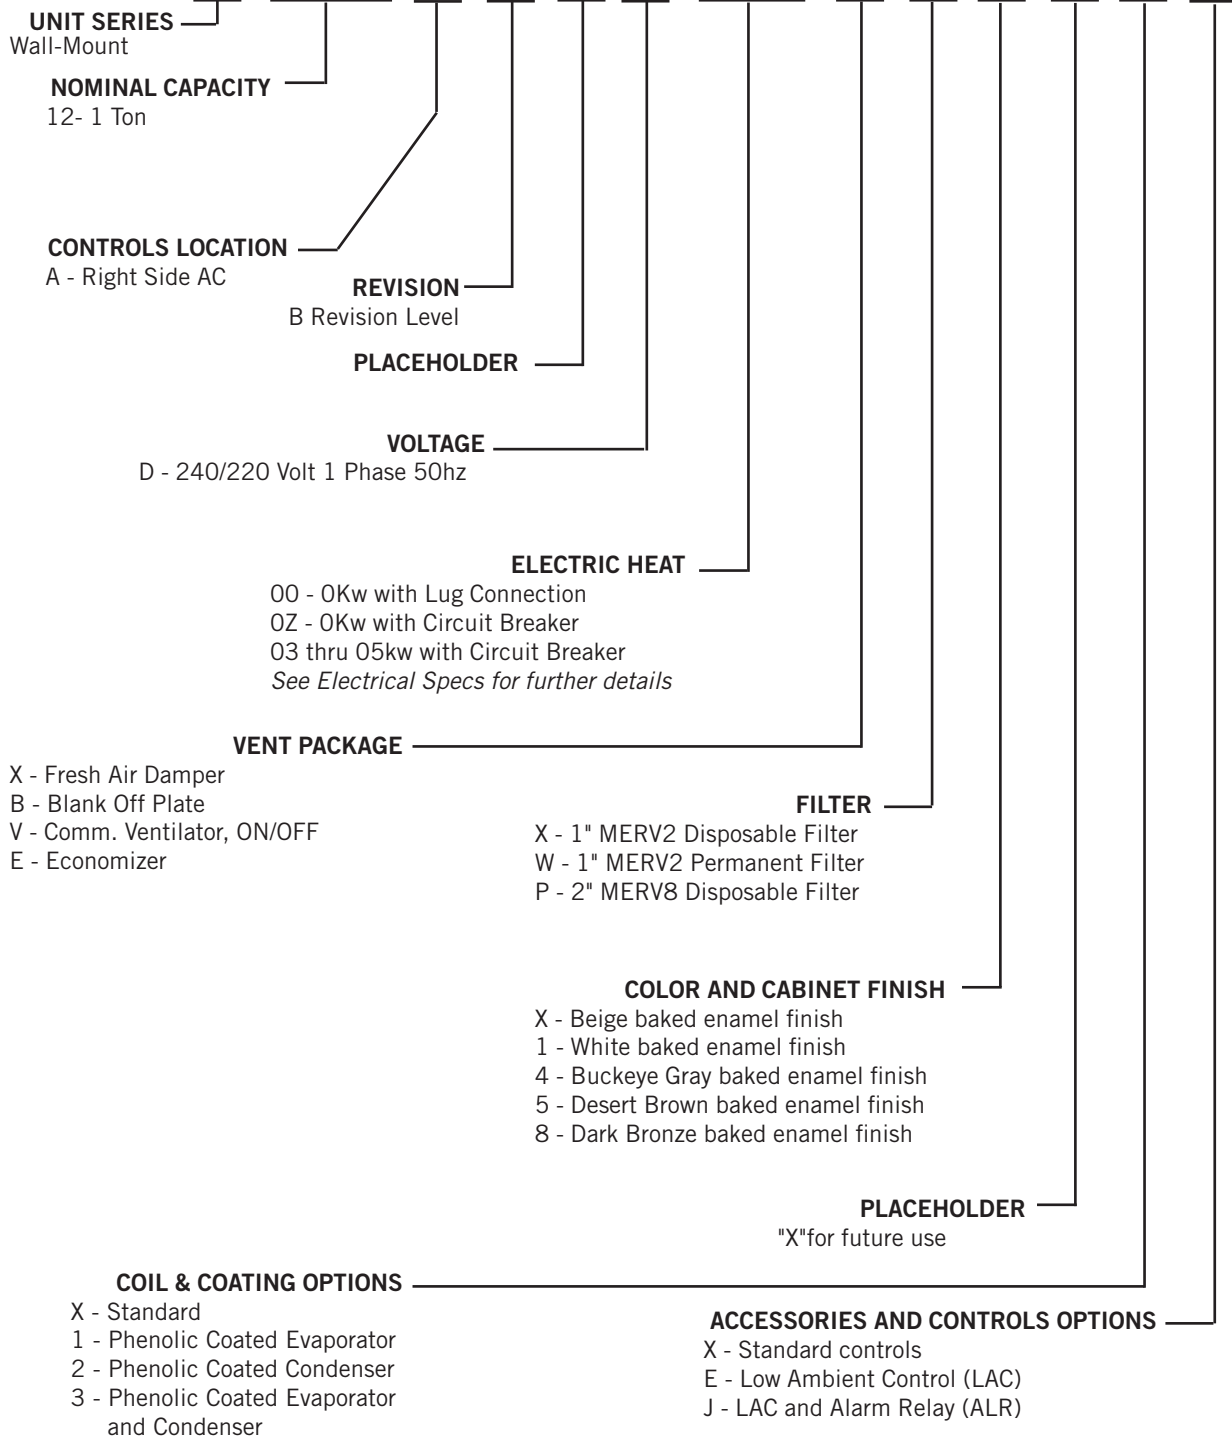 UNIT SERIES
Wall-Mount
NOMINAL CAPACITY
12- 1 Ton
CONTROLS LOCATION
A - Right Side AC
REVISION
B Revision Level
PLACEHOLDER
VOLTAGE
D - 240/220 Volt 1 Phase 50hz
ELECTRIC HEAT
00 - 0Kw with Lug Connection
0Z - 0Kw with Circuit Breaker
03 thru 05kw with Circuit Breaker
See Electrical Specs for further details
VENT PACKAGE
X - Fresh Air Damper
B - Blank Off Plate
V - Comm. Ventilator, ON/OFF
E - Economizer
FILTER
X - 1" MERV2 Disposable Filter
W - 1" MERV2 Permanent Filter
P - 2" MERV8 Disposable Filter
COLOR AND CABINET FINISH
X - Beige baked enamel finish
1 - White baked enamel finish
4 - Buckeye Gray baked enamel finish
5 - Desert Brown baked enamel finish
8 - Dark Bronze baked enamel finish
PLACEHOLDER
"X"for future use
COIL & COATING OPTIONS
X - Standard
1 - Phenolic Coated Evaporator
2 - Phenolic Coated Condenser
3 - Phenolic Coated Evaporator
and Condenser
ACCESSORIES AND CONTROLS OPTIONS
X - Standard controls
E - Low Ambient Control (LAC)
J - LAC and Alarm Relay (ALR)